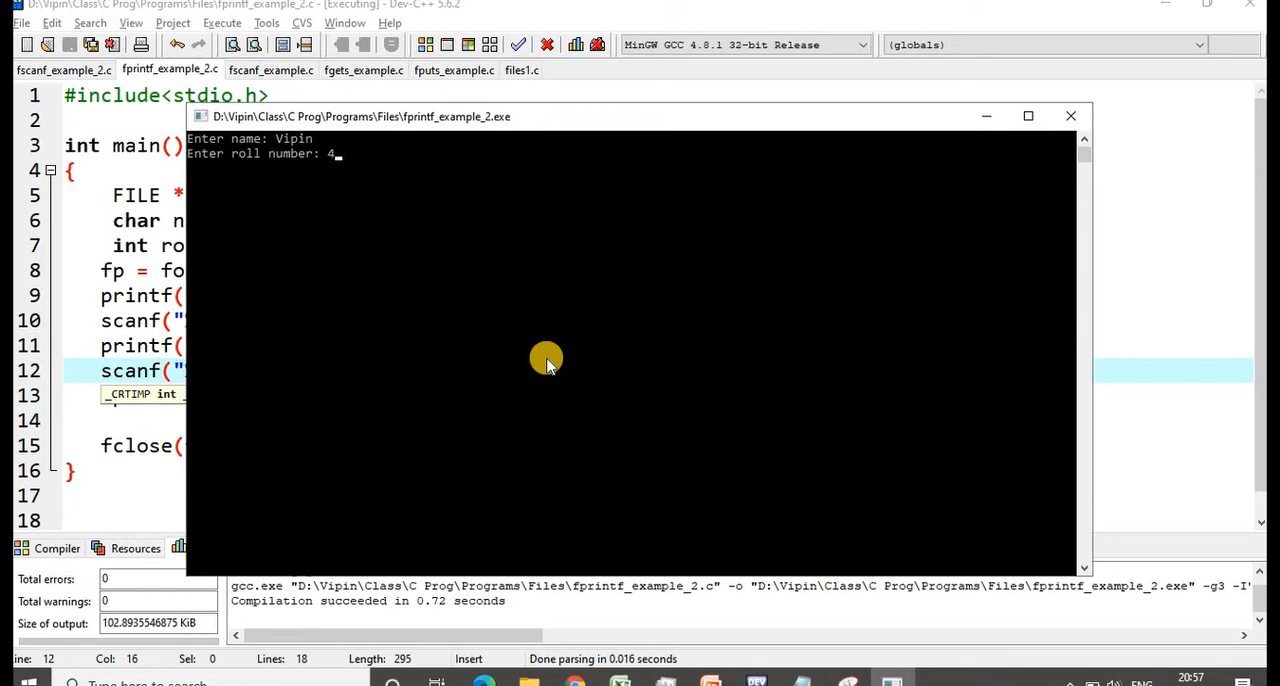 D:\Vipin\Class\C Prog\Programs\Files\fprintf_example_2.c - [Executing] - Dev-C++ 5.6.2
File Edit Search View Project Execute Tools CVS Window Help
MinGW GCC 4.8.1 32-bit Release (globals)
fscanf_example_2.c fprintf_example_2.c fscanf_example.c fgets_example.c fputs_example.c files1.c
1 #include<stdio.h>
D:\Vipin\Class\C Prog\Programs\Files\fprintf_example_2.exe
2
Enter name: Vipin
3 int main()
Enter roll number: 4
4 {
5 FILE *
6 char n
7 int ro
8 fp = fo
9 printf(
10 scanf("
11 printf(
12 scanf("
13 _CRTIMP int
14
15 fclose(
16 }
17
18
Compiler Resources
Total errors: 0
Total warnings: 0
Size of output: 102.8935546875 KiB
gcc.exe "D:\Vipin\Class\C Prog\Programs\Files\fprintf_example_2.c" -o "D:\Vipin\Class\C Prog\Programs\Files\fprintf_example_2.exe" -g3 -I"
Compilation succeeded in 0.72 seconds
ine: 12 Col: 16 Sel: 0 Lines: 18 Length: 295 Insert Done parsing in 0.016 seconds
Type here to search ENG 20:57